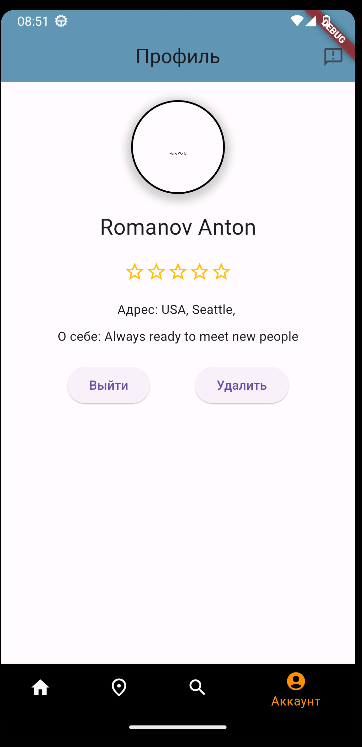 08:51
DEBUG
Профиль
Romanov Anton
Адрес: USA, Seattle,
О себе: Always ready to meet new people
Выйти
Удалить
Аккаунт